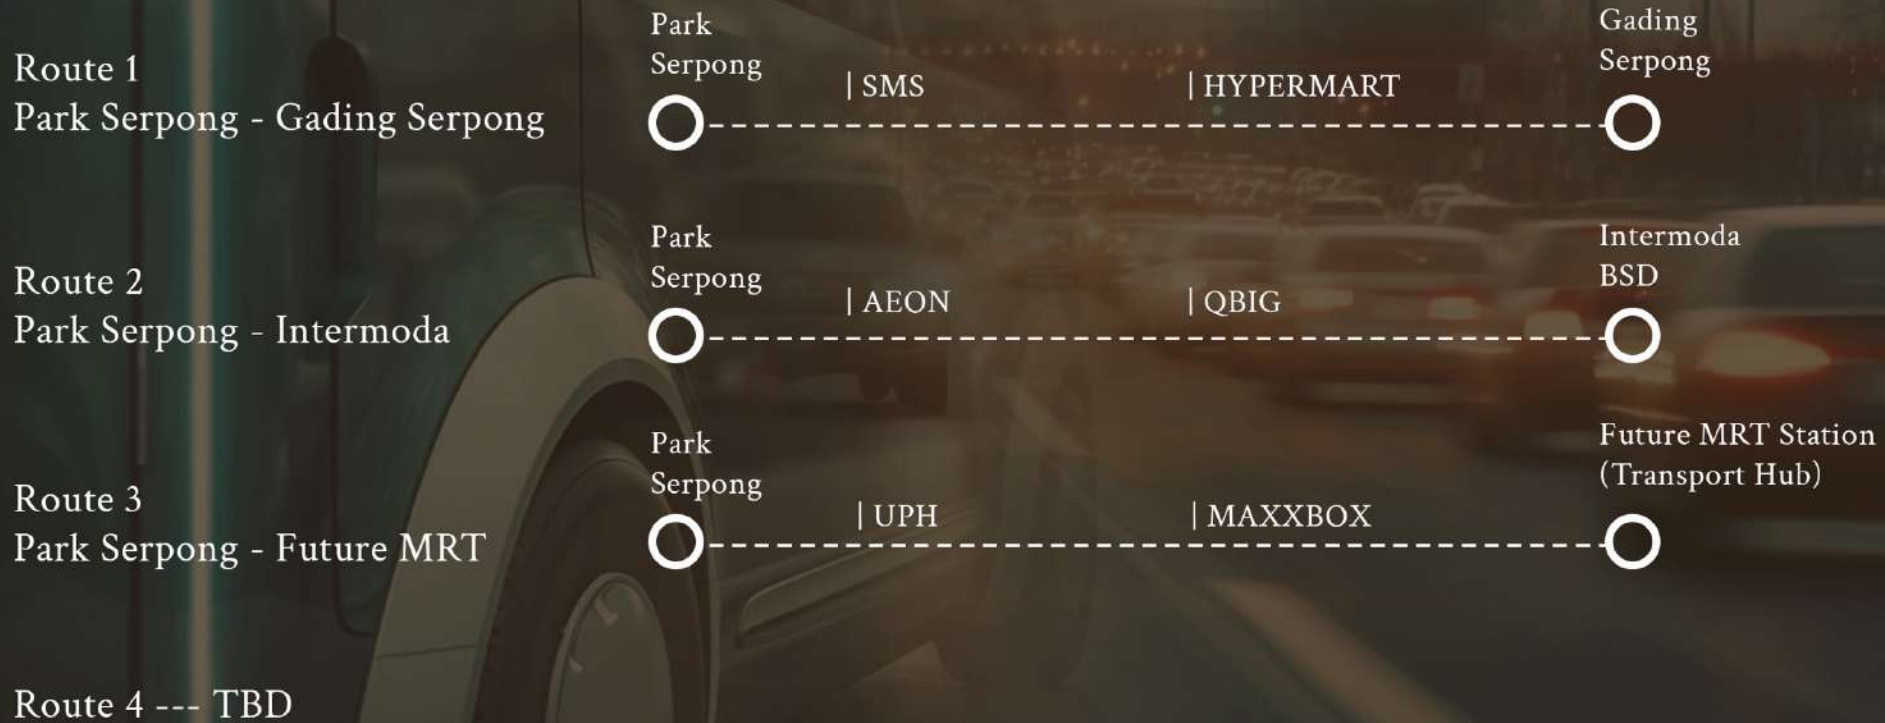 Route 1
Park Serpong - Gading Serpong
Park
Serpong
| SMS
| HYPERMART
Gading
Serpong
Route 2
Park Serpong - Intermoda
Park
Serpong
| AEON
| QBIG
Intermoda
BSD
Route 3
Park Serpong - Future MRT
Park
Serpong
| UPH
| MAXXBOX
Future MRT Station
(Transport Hub)
Route 4 --- TBD